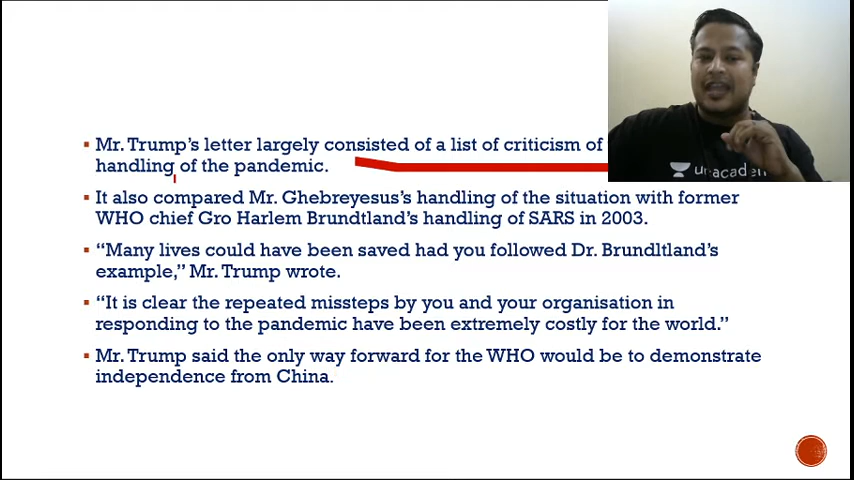 Mr. Trump's letter largely consisted of a list of criticism of
handling of the pandemic.
It also compared Mr. Ghebreyesus's handling of the situation with former
WHO chief Gro Harlem Brundtland's handling of SARS in 2003.
"Many lives could have been saved had you followed Dr. Brundltland's
example," Mr. Trump wrote.
"It is clear the repeated missteps by you and your organisation in
responding to the pandemic have been extremely costly for the world."
Mr. Trump said the only way forward for the WHO would be to demonstrate
independence from China.